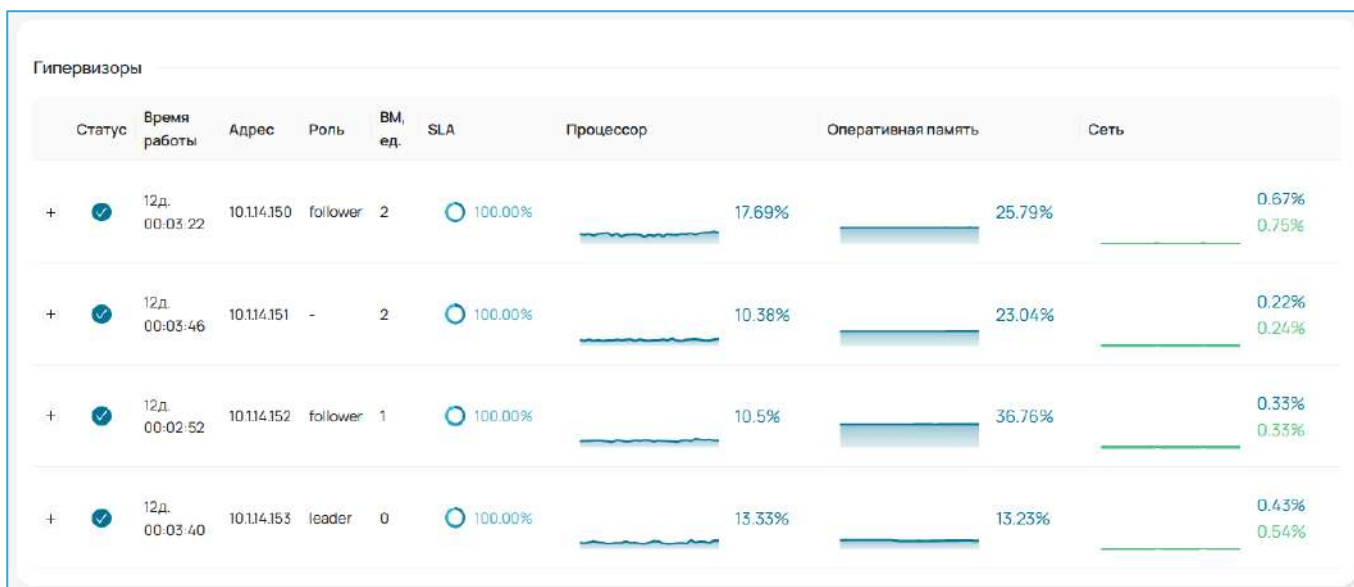 Гипервизоры
Статус Время работы Адрес Роль ВМ, ед. SLA Процессор Оперативная память Сеть
+ 12д. 00:03:22 10.1.14.150 follower 2 100.00% 17.69% 25.79% 0.67% 0.75%
+ 12д. 00:03:46 10.1.14.151 - 2 100.00% 10.38% 23.04% 0.22% 0.24%
+ 12д. 00:02:52 10.1.14.152 follower 1 100.00% 10.5% 36.76% 0.33% 0.33%
+ 12д. 00:03:40 10.1.14.153 leader 0 100.00% 13.33% 13.23% 0.43% 0.54%